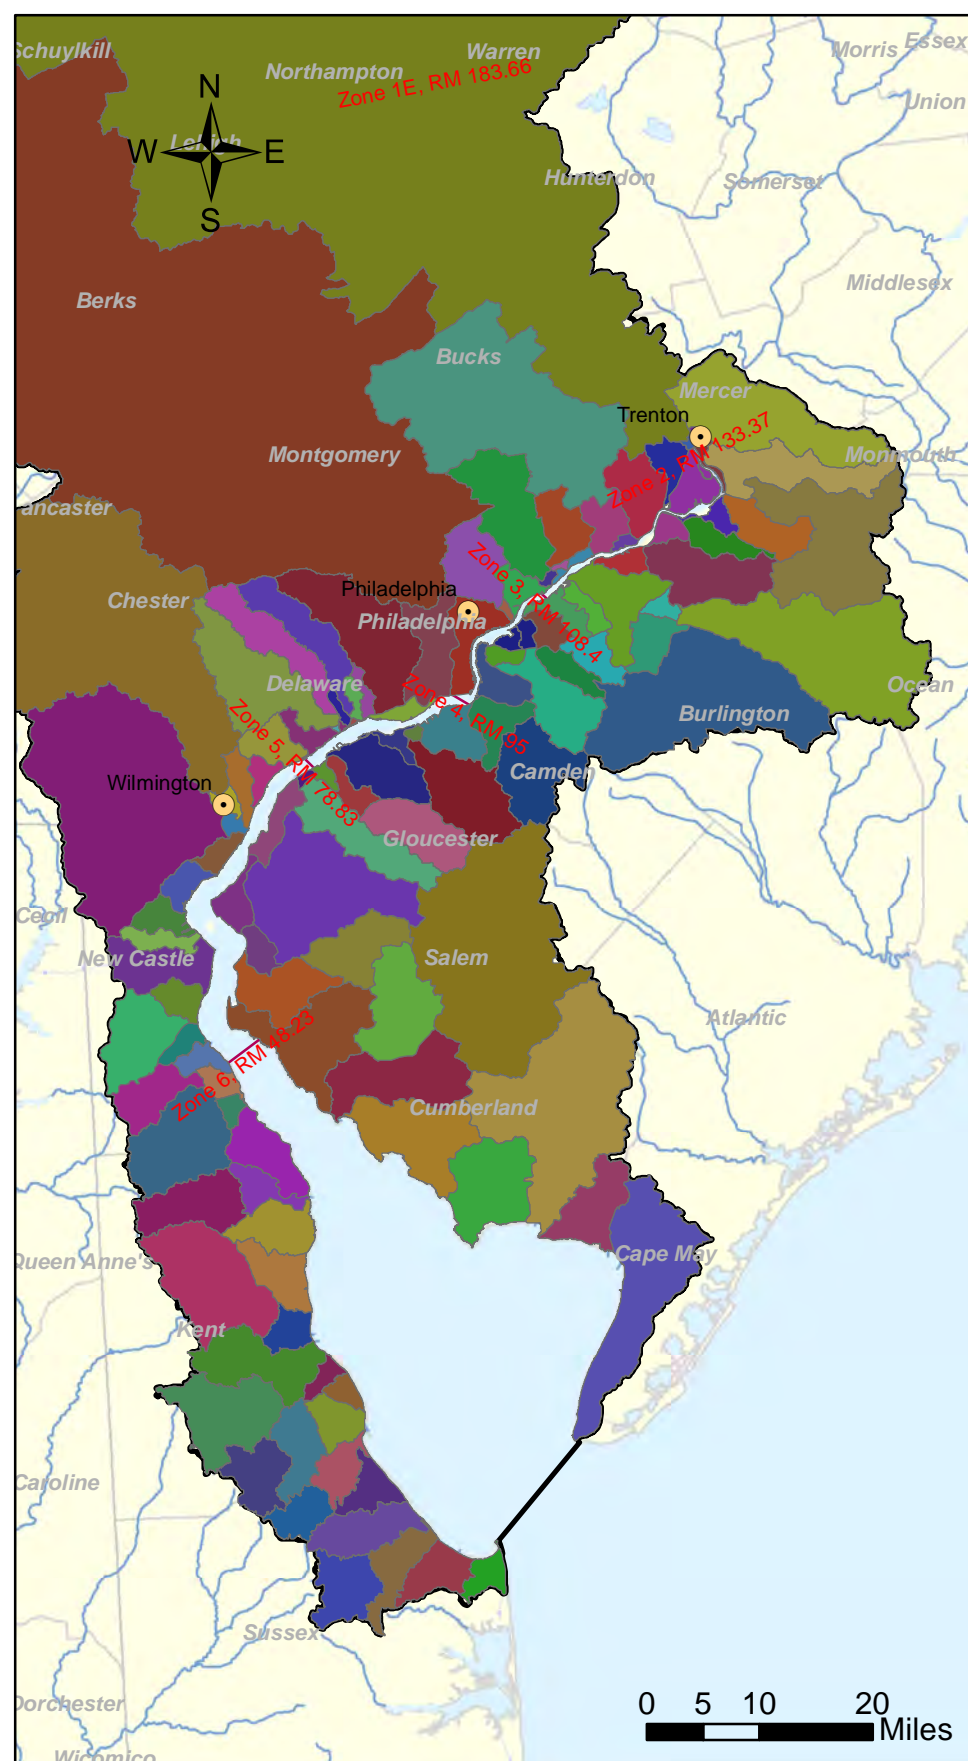 Schuylkill
Warren
Morris
Essex
Northampton
Zone 1E, RM 183.66
Union
N
W
E
S
Lehigh
Hunterdon
Somerset
Middlesex
Berks
Bucks
Mercer
Trenton
Zone 2, RM 133.37
Montgomery
Monmouth
ancaster
Zone 3, RM 108.4
Chester
Philadelphia
Philadelphia
Delaware
Ocean
Zone 4, RM 95
Burlington
Zone 5, RM 78.83
Camden
Wilmington
Gloucester
Cecil
New Castle
Salem
Atlantic
Zone 6, RM 48.23
Cumberland
Queen Anne's
Cape May
Kent
Caroline
Sussex
Dorchester
0 5 10 20
Miles
Wicomico